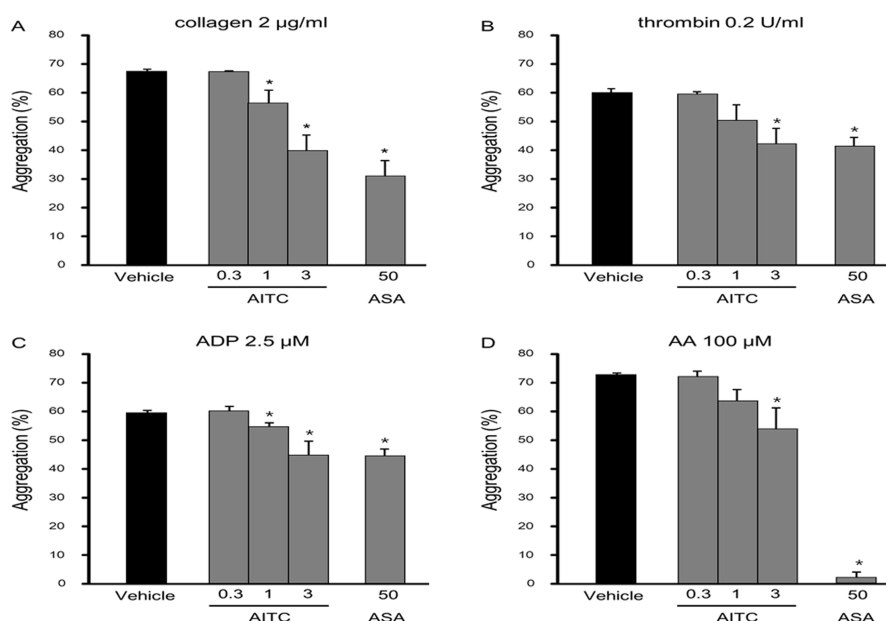 A
collagen 2 µg/ml
Aggregation (%)
80
70
60
50
40
30
20
10
0
*
*
*
Vehicle
0.3
1
3
50
AITC
ASA
B
thrombin 0.2 U/ml
Aggregation (%)
80
70
60
50
40
30
20
10
0
*
*
Vehicle
0.3
1
3
50
AITC
ASA
C
ADP 2.5 µM
Aggregation (%)
80
70
60
50
40
30
20
10
0
*
*
*
Vehicle
0.3
1
3
50
AITC
ASA
D
AA 100 µM
Aggregation (%)
80
70
60
50
40
30
20
10
0
*
*
Vehicle
0.3
1
3
50
AITC
ASA